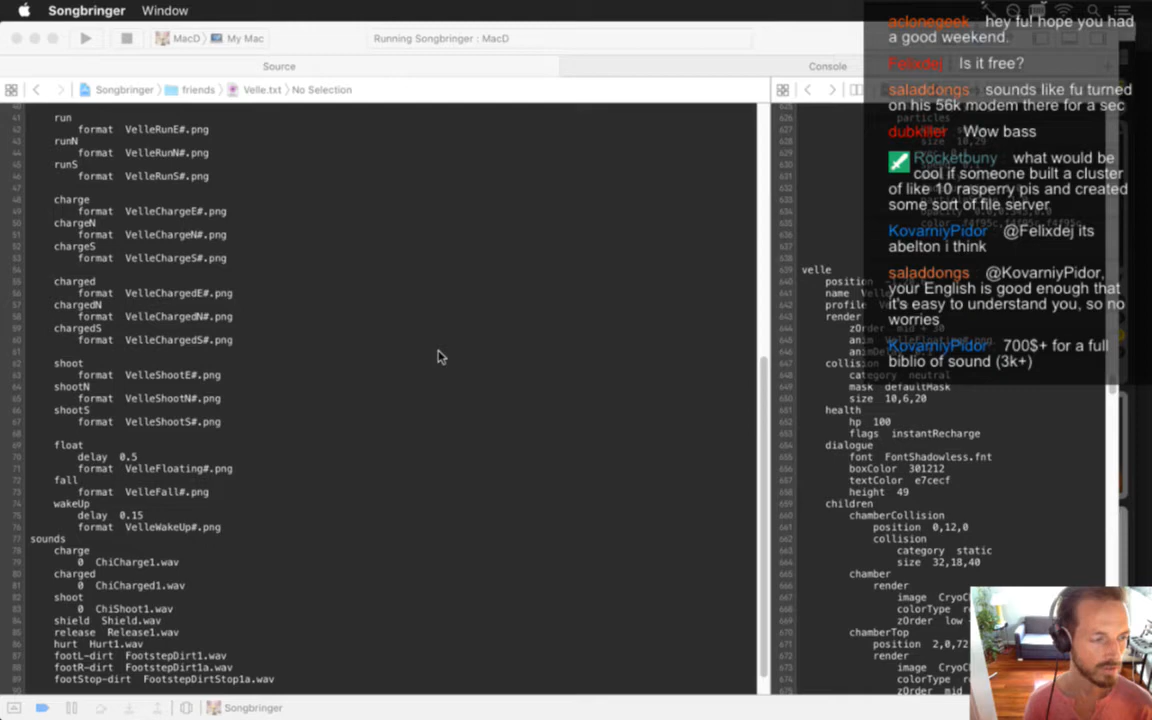 Songbringer Window
MacD My Mac
Running Songbringer : MacD
Source
Console
Songbringer friends Velle.txt No Selection
run
format VelleRunE#.png
runN
format VelleRunN#.png
runS
format VelleRunS#.png
charge
format VelleChargeE#.png
chargeN
format VelleChargeN#.png
chargeS
format VelleChargeS#.png
charged
format VelleChargedE#.png
chargedN
format VelleChargedN#.png
chargedS
format VelleChargedS#.png
shoot
format VelleShootE#.png
shootN
format VelleShootN#.png
shootS
format VelleShootS#.png
float
delay 0.5
format VelleFloating#.png
fall
format VelleFall#.png
wakeUp
delay 0.15
format VelleWakeUp#.png
sounds
charge
0 ChiCharge1.wav
charged
0 ChiCharged1.wav
shoot
0 ChiShoot1.wav
shield Shield.wav
release Release1.wav
hurt Hurt1.wav
footL-dirt FootstepDirt1.wav
footR-dirt FootstepDirt1a.wav
footStop-dirt FootstepDirtStop1a.wav
particles
size 10,29
velle
position
name
profile
render
zOrder mid + 30
anim
collision
category neutral
mask defaultMask
size 10,6,20
health
hp 100
flags instantRecharge
dialogue
font FontShadowless.fnt
boxColor 301212
textColor e7cecf
height 49
children
chamberCollision
position 0,12,0
collision
category static
size 32,18,40
chamber
render
image
colorType
zOrder low
chamberTop
position 2,0,72
render
image
colorType
zOrder mid
aclonegeek hey fu! hope you had
a good weekend.
Felixdej Is it free?
saladdongs sounds like fu turned
on his 56k modem there for a sec
dubkiller Wow bass
Rocketbuny what would be
cool if someone built a cluster
of like 10 rasperry pis and created
some sort of file server
KovarniyPidor @Felixdej its
abelton i think
saladdongs @KovarniyPidor,
your English is good enough that
it's easy to understand you, so no
worries
KovarniyPidor 700$+ for a full
biblio of sound (3k+)
Songbringer